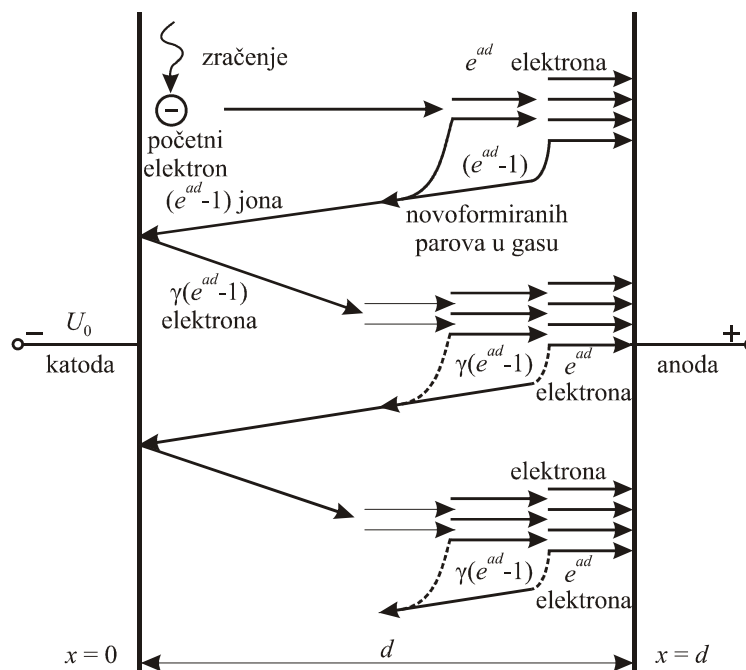 zračenje
e^{ad} elektrona
−
početni
elektron
(e^{ad}-1)
(e^{ad}-1) jona
novoformiranih
parova u gasu
γ(e^{ad}-1)
elektrona
− U₀
katoda
+
anoda
γ(e^{ad}-1) e^{ad}
elektrona
elektrona
γ(e^{ad}-1) e^{ad}
elektrona
x = 0
d
x = d